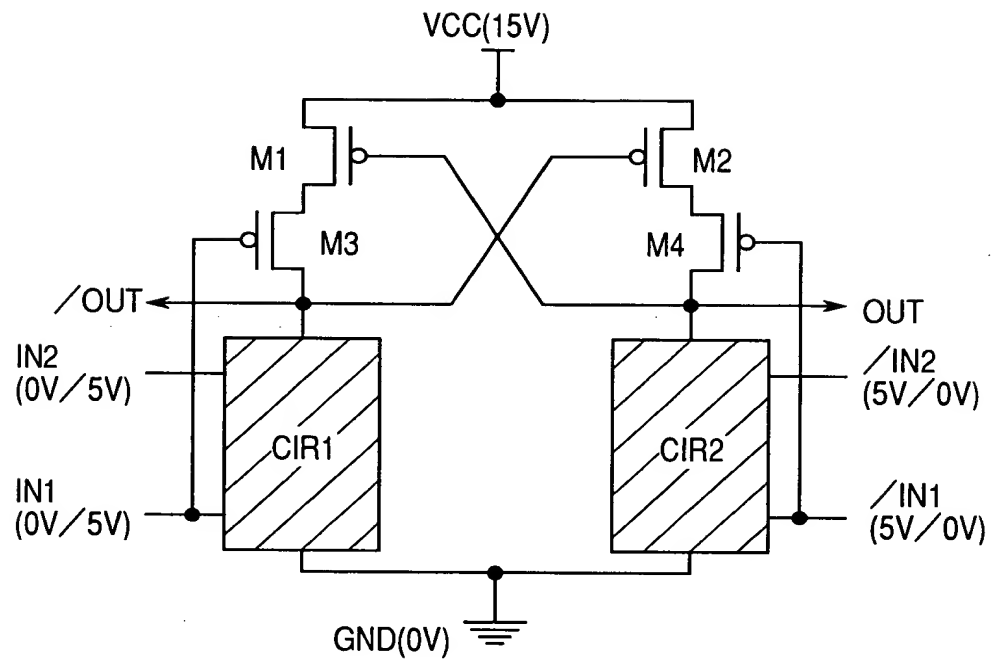 VCC(15V)
M1
M2
M3
M4
/OUT
OUT
IN2
(0V/5V)
/IN2
(5V/0V)
CIR1
CIR2
IN1
(0V/5V)
/IN1
(5V/0V)
GND(0V)